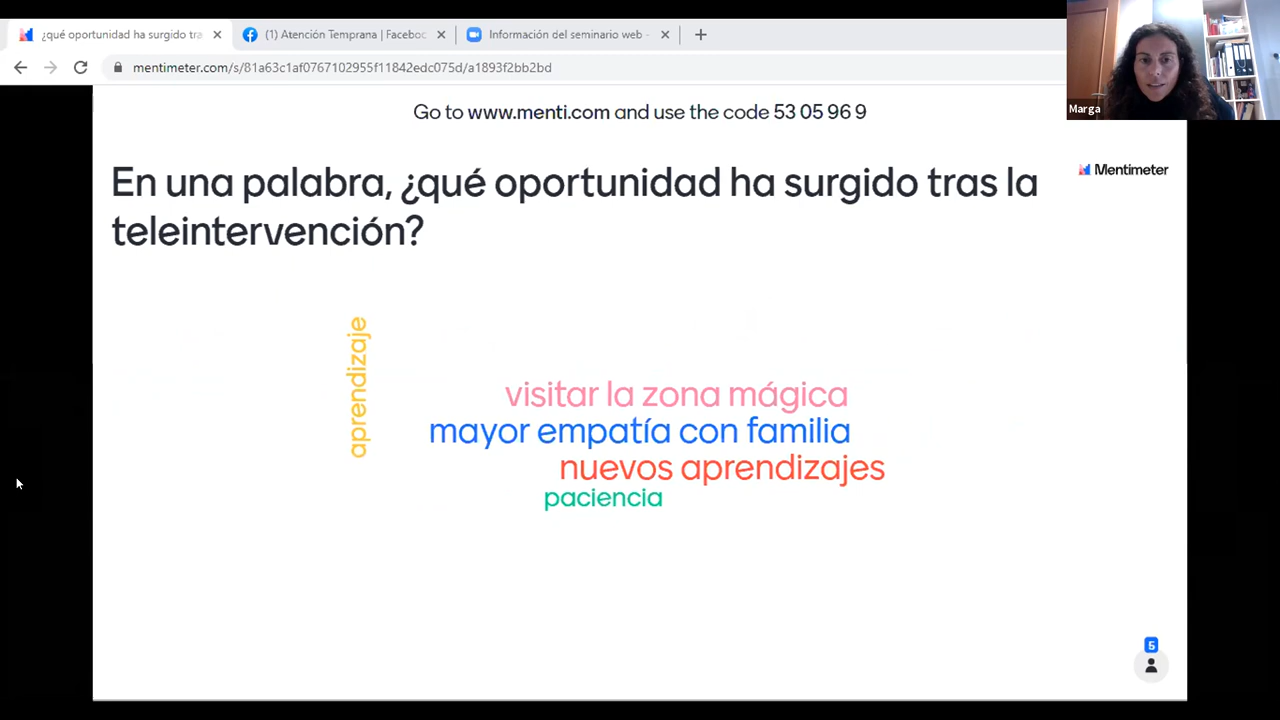 ¿qué oportunidad ha surgido tra
(1) Atención Temprana | Faceboc
Información del seminario web -
mentimeter.com/s/81a63c1af0767102955f11842edc075d/a1893f2bb2bd
Marga
Go to www.menti.com and use the code 53 05 96 9
Mentimeter
En una palabra, ¿qué oportunidad ha surgido tras la
teleintervención?
aprendizaje
visitar la zona mágica
mayor empatía con familia
nuevos aprendizajes
paciencia
5